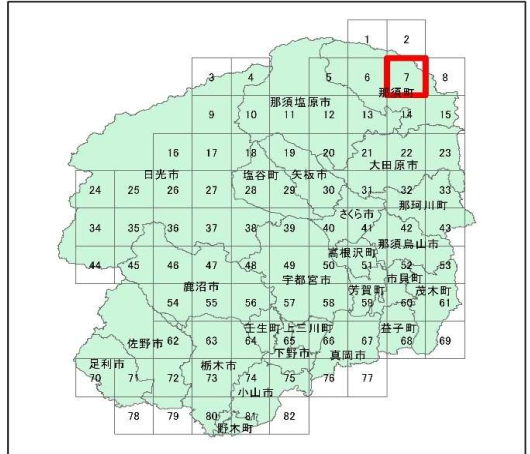 1 2
3 4 5 6 7 8
那須町
那須塩原市
9 10 11 12 13 14 15
16 17 18 19 20 21 22 23
日光市 塩谷町 矢板市 大田原市
24 25 26 27 28 29 30 31 32 33
さくら市 那珂川町
34 35 36 37 38 39 40 41 42 43
高根沢町 那須烏山市
44 45 46 47 48 49 50 51 52 53
鹿沼市 宇都宮市 芳賀町 市貝町 茂木町
54 55 56 57 58 59 60 61
壬生町 上三川町 益子町
佐野市 62 63 64 65 66 67 68 69
足利市 栃木市 下野市 真岡市
70 71 72 73 74 75 76 77
小山市
78 79 80 81 82
野木町